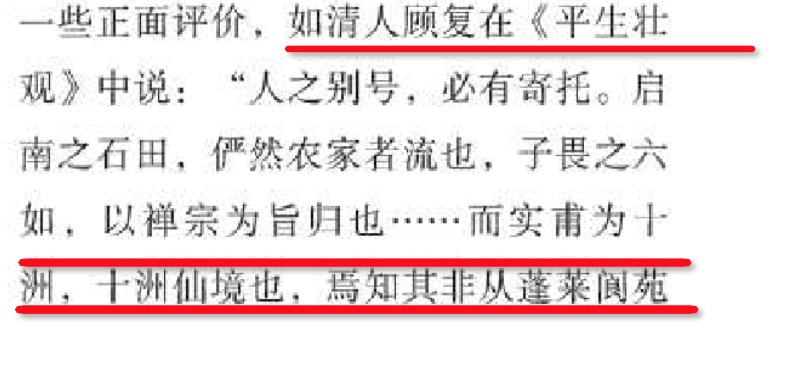 一些正面评价，如清人顾复在《平生壮
观》中说：“人之别号，必有寄托。启
南之石田，俨然农家者流也，子畏之六
如，以禅宗为旨归也……而实甫为十
洲，十洲仙境也，焉知其非从蓬莱阆苑